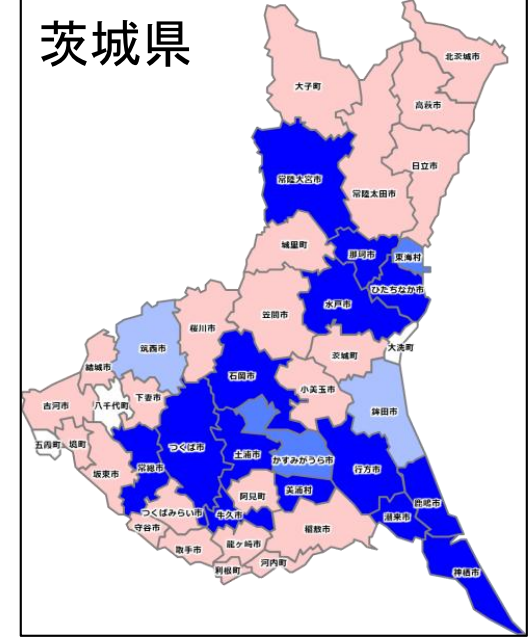 茨城県
北茨城市
大子町
高萩市
日立市
常陸大宮市
常陸太田市
城里町
那珂市
東海村
ひたちなか市
水戸市
笠間市
桜川市
筑西市
茨城町
大洗町
結城市
石岡市
小美玉市
鉾田市
古河市
八千代町
下妻市
五霞町
境町
つくば市
土浦市
かすみがうら市
行方市
坂東市
常総市
阿見町
美浦村
鹿嶋市
潮来市
つくばみらい市
牛久市
守谷市
稲敷市
取手市
龍ヶ崎市
河内町
利根町
神栖市